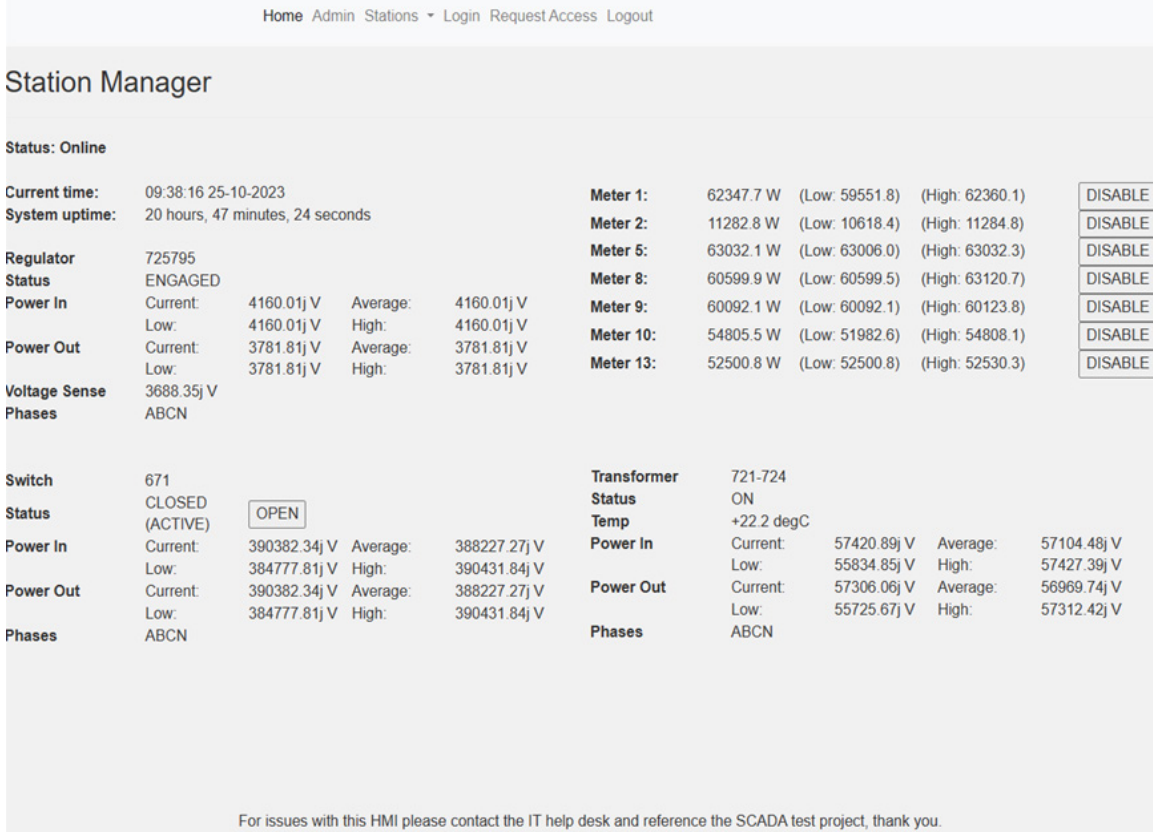 Home Admin Stations Login Request Access Logout
Station Manager
Status: Online
Current time: 09:38:16 25-10-2023
System uptime: 20 hours, 47 minutes, 24 seconds
Regulator 725795
Status ENGAGED
Power In Current: 4160.01j V Average: 4160.01j V
Low: 4160.01j V High: 4160.01j V
Power Out Current: 3781.81j V Average: 3781.81j V
Low: 3781.81j V High: 3781.81j V
Voltage Sense 3688.35j V
Phases ABCN
Meter 1: 62347.7 W (Low: 59551.8) (High: 62360.1) DISABLE
Meter 2: 11282.8 W (Low: 10618.4) (High: 11284.8) DISABLE
Meter 5: 63032.1 W (Low: 63006.0) (High: 63032.3) DISABLE
Meter 8: 60599.9 W (Low: 60599.5) (High: 63120.7) DISABLE
Meter 9: 60092.1 W (Low: 60092.1) (High: 60123.8) DISABLE
Meter 10: 54805.5 W (Low: 51982.6) (High: 54808.1) DISABLE
Meter 13: 52500.8 W (Low: 52500.8) (High: 52530.3) DISABLE
Switch 671
Status CLOSED (ACTIVE) OPEN
Power In Current: 390382.34j V Average: 388227.27j V
Low: 384777.81j V High: 390431.84j V
Power Out Current: 390382.34j V Average: 388227.27j V
Low: 384777.81j V High: 390431.84j V
Phases ABCN
Transformer 721-724
Status ON
Temp +22.2 degC
Power In Current: 57420.89j V Average: 57104.48j V
Low: 55834.85j V High: 57427.39j V
Power Out Current: 57306.06j V Average: 56969.74j V
Low: 55725.67j V High: 57312.42j V
Phases ABCN
For issues with this HMI please contact the IT help desk and reference the SCADA test project, thank you.